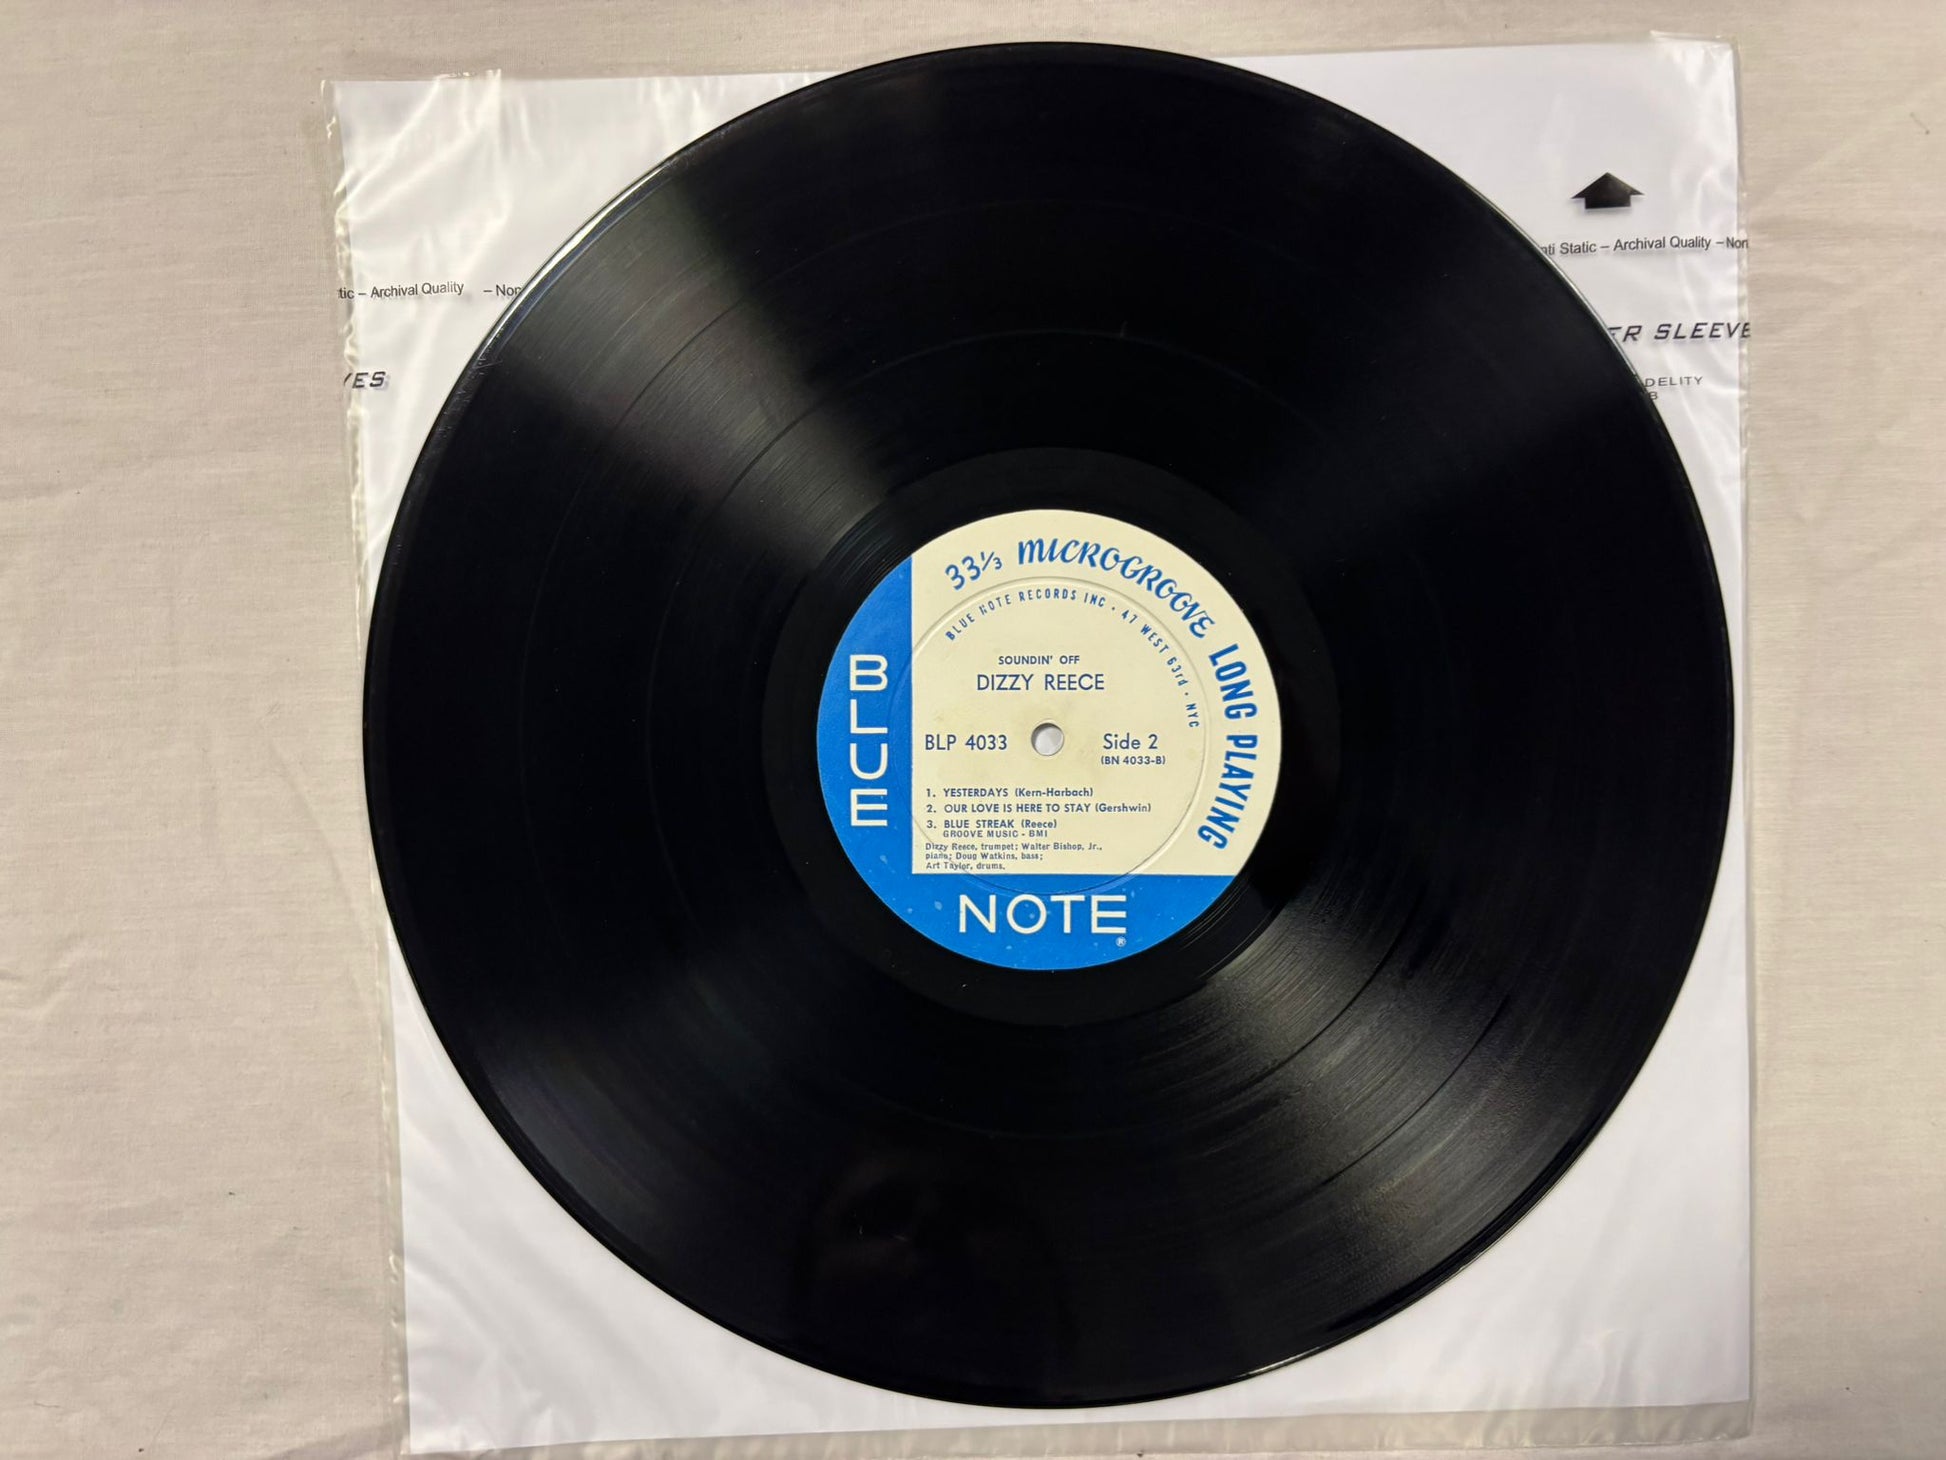 tic – Archival Quality – Non
ti Static – Archival Quality – Non
ER SLEEVE
VES
DELITY
B
33⅓ MICROGROOVE LONG PLAYING
BLUE NOTE RECORDS INC · 47 WEST 63rd · NYC
SOUNDIN' OFF
DIZZY REECE
BLP 4033 Side 2
(BN 4033-B)
1. YESTERDAYS (Kern-Harbach)
2. OUR LOVE IS HERE TO STAY (Gershwin)
3. BLUE STREAK (Reece)
GROOVE MUSIC - BMI
Dizzy Reece, trumpet; Walter Bishop, Jr.,
piano; Doug Watkins, bass;
Art Taylor, drums.
BLUE
NOTE
®